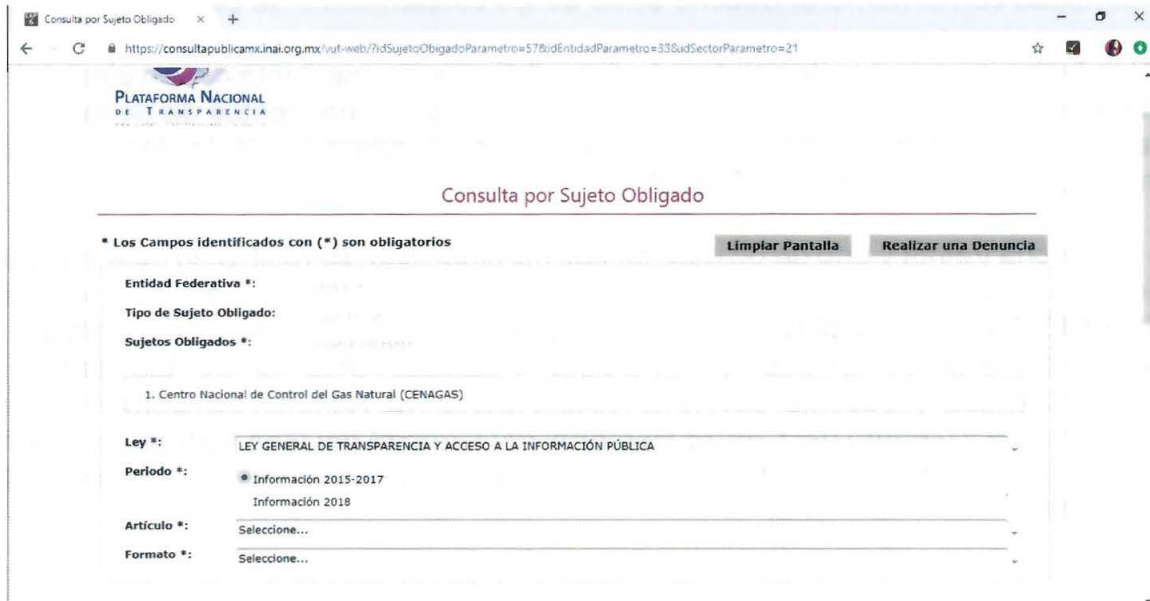 Consulta por Sujeto Obligado × +
https://consultapublicamx.inai.org.mx/vut-web/?idSujetoObigadoParametro=57&idEntidadParametro=33&idSectorParametro=21
PLATAFORMA NACIONAL
DE TRANSPARENCIA
Consulta por Sujeto Obligado
* Los Campos identificados con (*) son obligatorios
Limpiar Pantalla
Realizar una Denuncia
Entidad Federativa *:
Tipo de Sujeto Obligado:
Sujetos Obligados *:
1. Centro Nacional de Control del Gas Natural (CENAGAS)
Ley *: LEY GENERAL DE TRANSPARENCIA Y ACCESO A LA INFORMACIÓN PÚBLICA
Periodo *: Información 2015-2017
Información 2018
Artículo *: Seleccione...
Formato *: Seleccione...